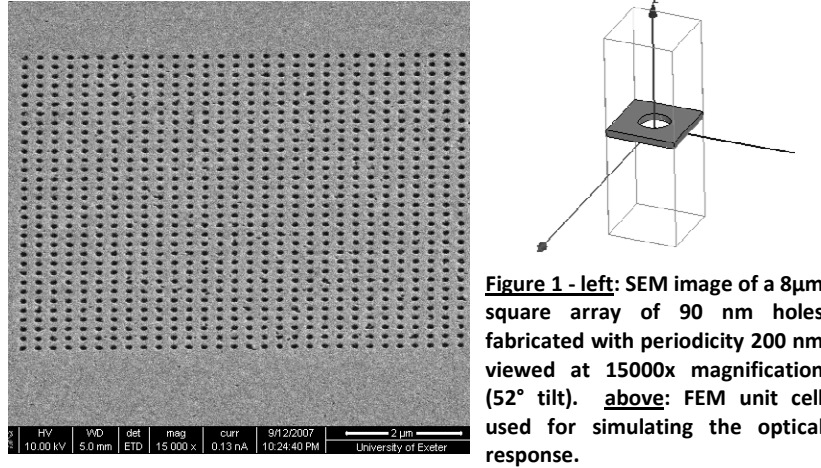 z
Figure 1 - left: SEM image of a 8µm
square array of 90 nm holes
fabricated with periodicity 200 nm
viewed at 15000x magnification
(52° tilt). above: FEM unit cell
used for simulating the optical
response.
HV WD det mag curr 9/12/2007 2 µm
10.00 kV 5.0 mm ETD 15 000 x 0.13 nA 10:24:40 PM University of Exeter